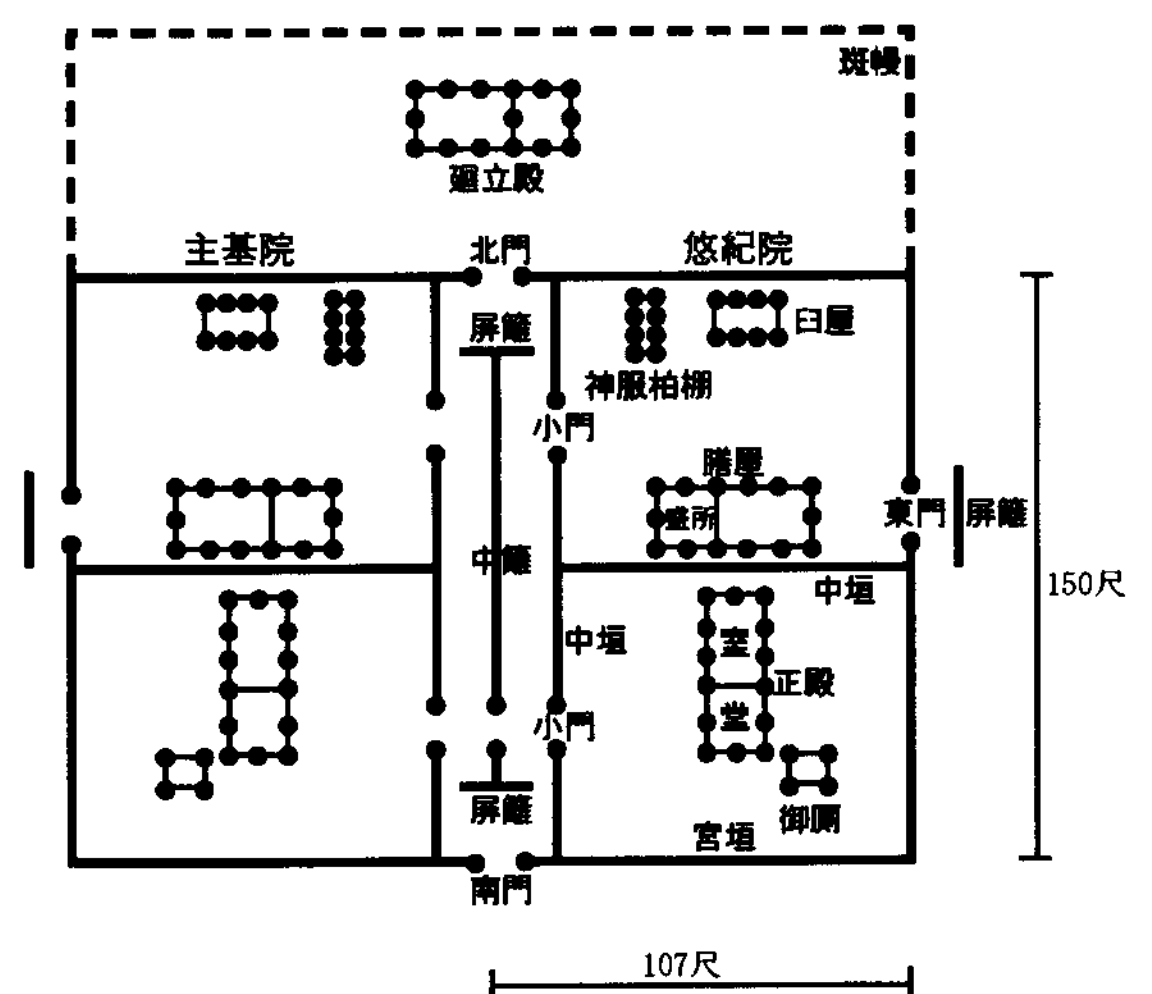 斑幔
廻立殿
主基院
北門
悠紀院
屏籬
臼屋
神服柏棚
小門
膳屋
盛所
東門
屏籬
中籬
中垣
150尺
室
中垣
正殿
堂
小門
屏籬
御厠
宮垣
南門
107尺